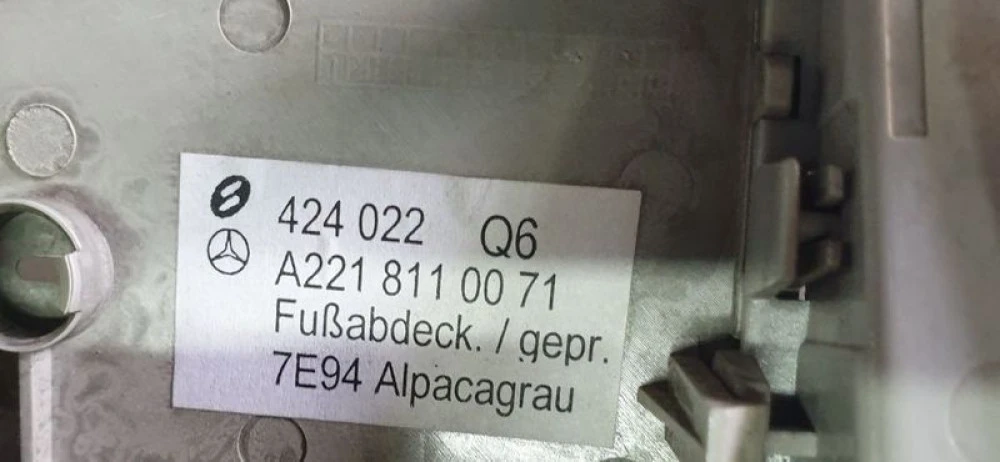 424 022 Q6
A221 811 00 71
Fußabdeck. / gepr.
7E94 Alpacagrau